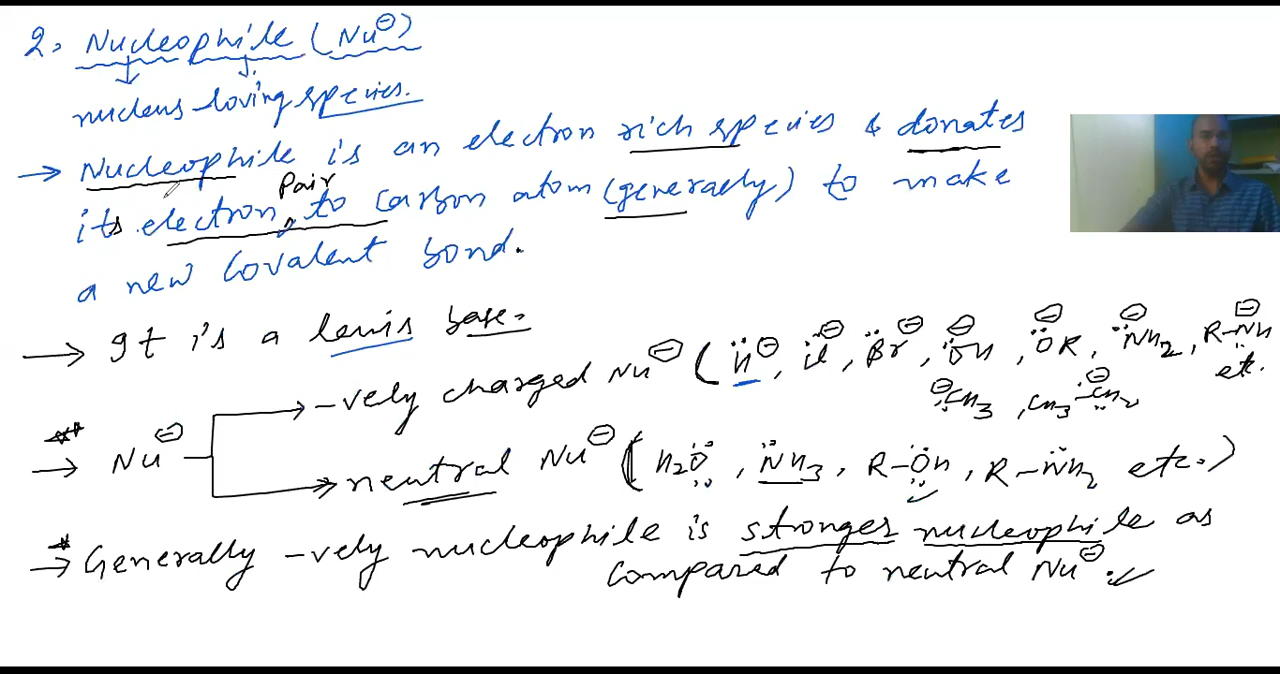 2. Nucleophile (Nu⊖)
nucleus loving species.
→ Nucleophile is an electron rich species & donates
its electron pair to carbon atom (generally) to make
a new covalent bond.
→ It is a lewis base.
→ Nu⊖
→ -vely charged Nu⊖ (H⊖, Cl⊖, Br⊖, ⊖OH, ⊖OR, ⊖NH2, R-⊖NH etc.
⊖CH3, CH3-⊖CH2
→ neutral Nu⊖ (H2O, NH3, R-OH, R-NH2 etc.)
*→ Generally -vely nucleophile is stronger nucleophile as
compared to neutral Nu⊖. ✓